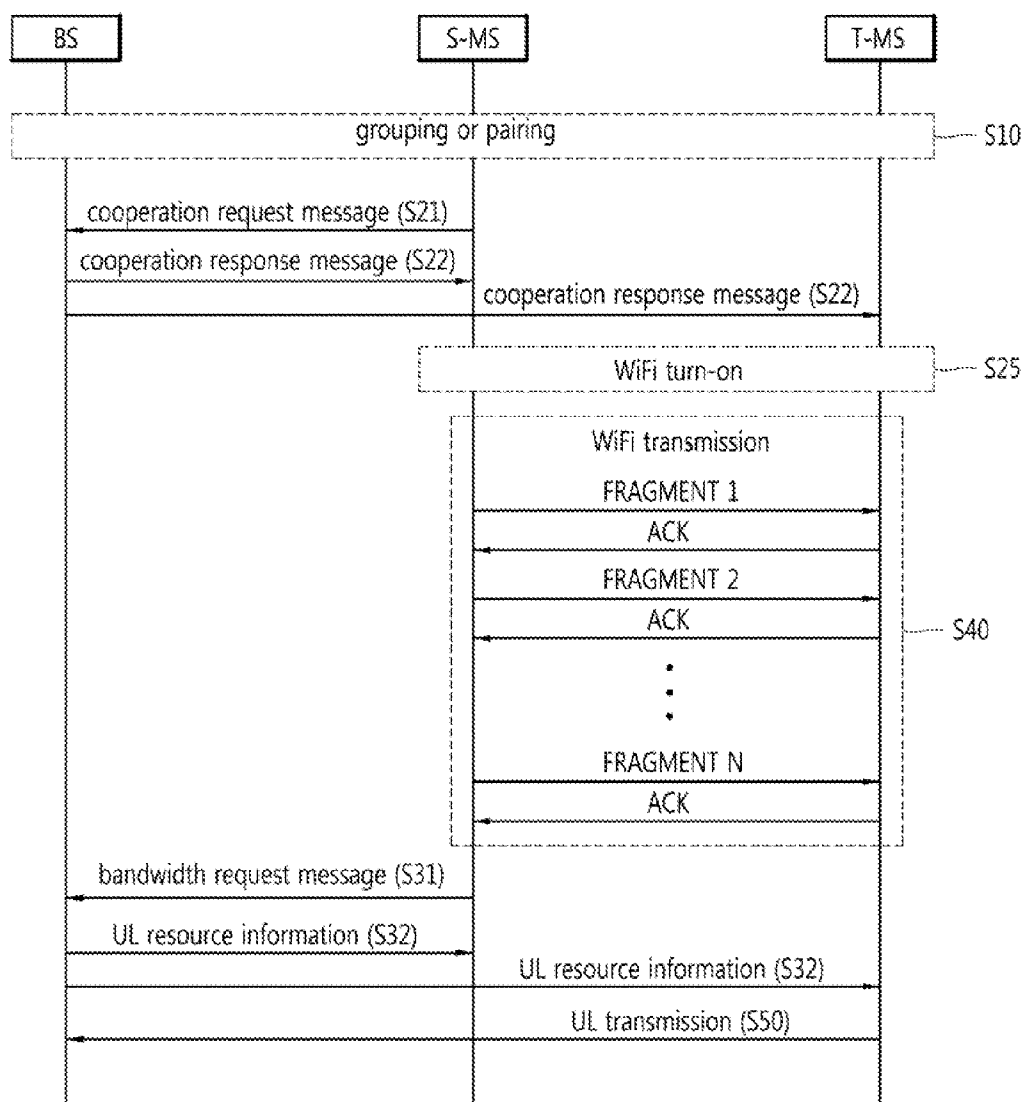 BS
S-MS
T-MS
grouping or pairing
S10
cooperation request message (S21)
cooperation response message (S22)
cooperation response message (S22)
WiFi turn-on
S25
WiFi transmission
FRAGMENT 1
ACK
FRAGMENT 2
ACK
S40
FRAGMENT N
ACK
bandwidth request message (S31)
UL resource information (S32)
UL resource information (S32)
UL transmission (S50)